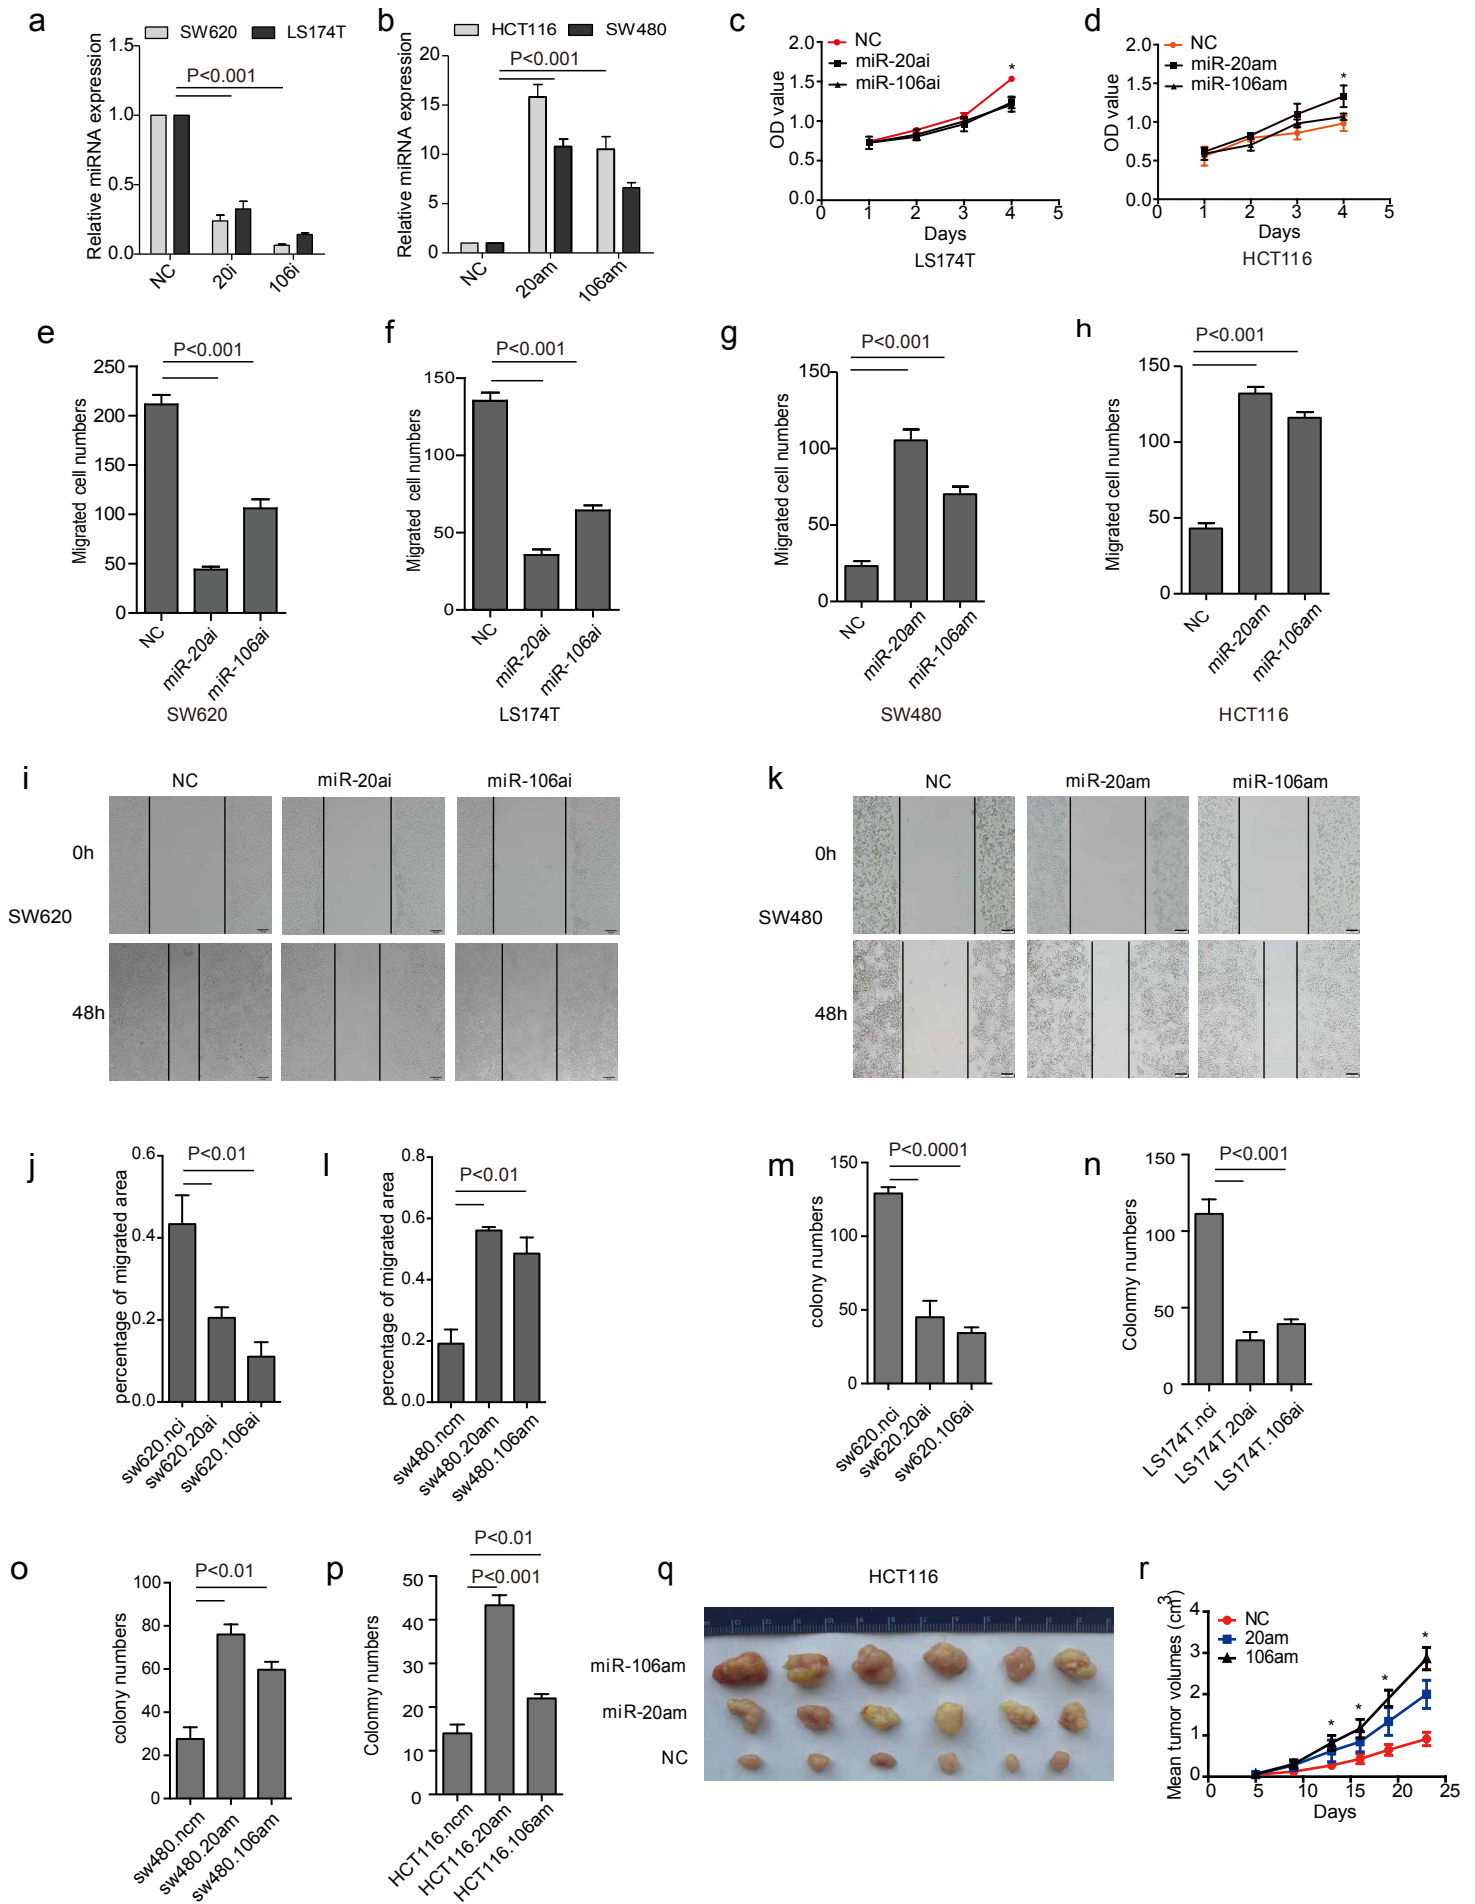 a
SW620
LS174T
Relative miRNA expression
1.5
1.0
0.5
0.0
P<0.001
NC
20i
106i
b
HCT116
SW480
Relative miRNA expression
20
15
10
5
0
P<0.001
NC
20am
106am
c
NC
miR-20ai
miR-106ai
OD value
2.0
1.5
1.0
0.5
0.0
*
0 1 2 3 4 5
Days
LS174T
d
NC
miR-20am
miR-106am
OD value
2.0
1.5
1.0
0.5
0.0
*
0 1 2 3 4 5
Days
HCT116
e
P<0.001
Migrated cell numbers
250
200
150
100
50
0
NC
miR-20ai
miR-106ai
SW620
f
P<0.001
Migrated cell numbers
150
100
50
0
NC
miR-20ai
miR-106ai
LS174T
g
P<0.001
Migrated cell numbers
150
100
50
0
NC
miR-20am
miR-106am
SW480
h
P<0.001
Migrated cell numbers
150
100
50
0
NC
miR-20am
miR-106am
HCT116
i
NC
miR-20ai
miR-106ai
0h
SW620
48h
k
NC
miR-20am
miR-106am
0h
SW480
48h
j
P<0.01
percentage of migrated area
0.6
0.4
0.2
0.0
sw620.nci
sw620.20ai
sw620.106ai
l
P<0.01
percentage of migrated area
0.8
0.6
0.4
0.2
0.0
sw480.ncm
sw480.20am
sw480.106am
m
P<0.0001
colony numbers
150
100
50
0
sw620.nci
sw620.20ai
sw620.106ai
n
P<0.001
Colonmy numbers
150
100
50
0
LS174T.nci
LS174T.20ai
LS174T.106ai
o
P<0.01
colony numbers
100
80
60
40
20
0
sw480.ncm
sw480.20am
sw480.106am
p
P<0.01
P<0.001
Colonmy numbers
50
40
30
20
10
0
HCT116.ncm
HCT116.20am
HCT116.106am
q
HCT116
miR-106am
miR-20am
NC
r
Mean tumor volumes (cm3)
NC
20am
106am
4
3
2
1
0
* * * *
0 5 10 15 20 25
Days